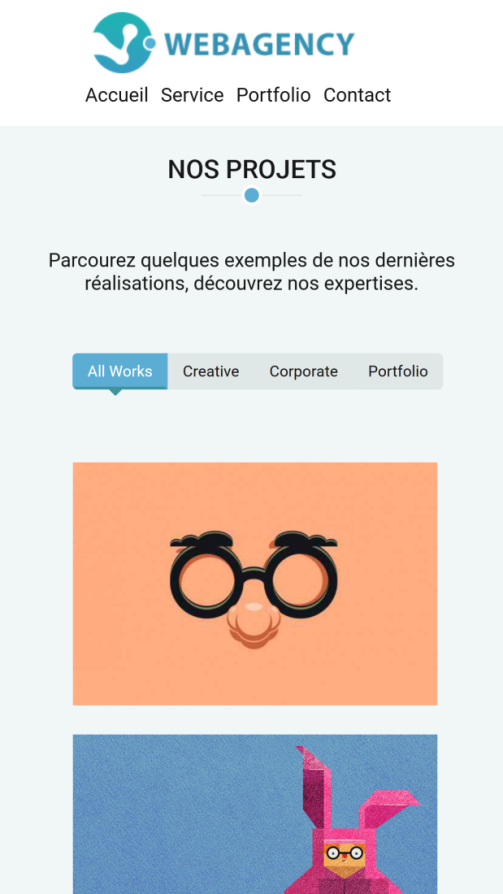 WEBAGENCY
Accueil Service Portfolio Contact
NOS PROJETS
Parcourez quelques exemples de nos dernières
réalisations, découvrez nos expertises.
All Works Creative Corporate Portfolio